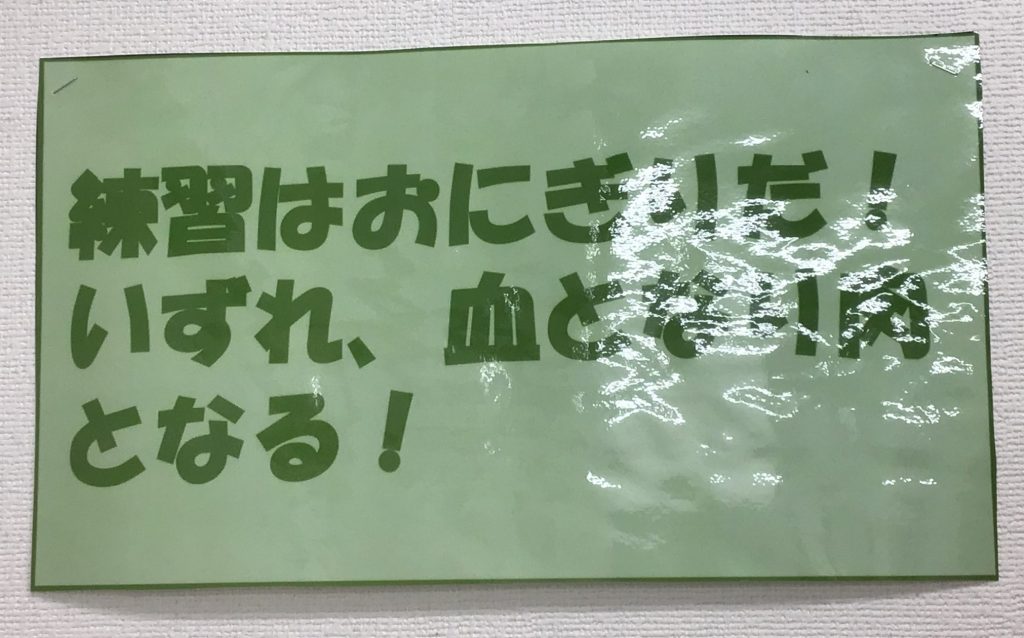 練習はおにぎりだ！
いずれ、血となり肉
となる！